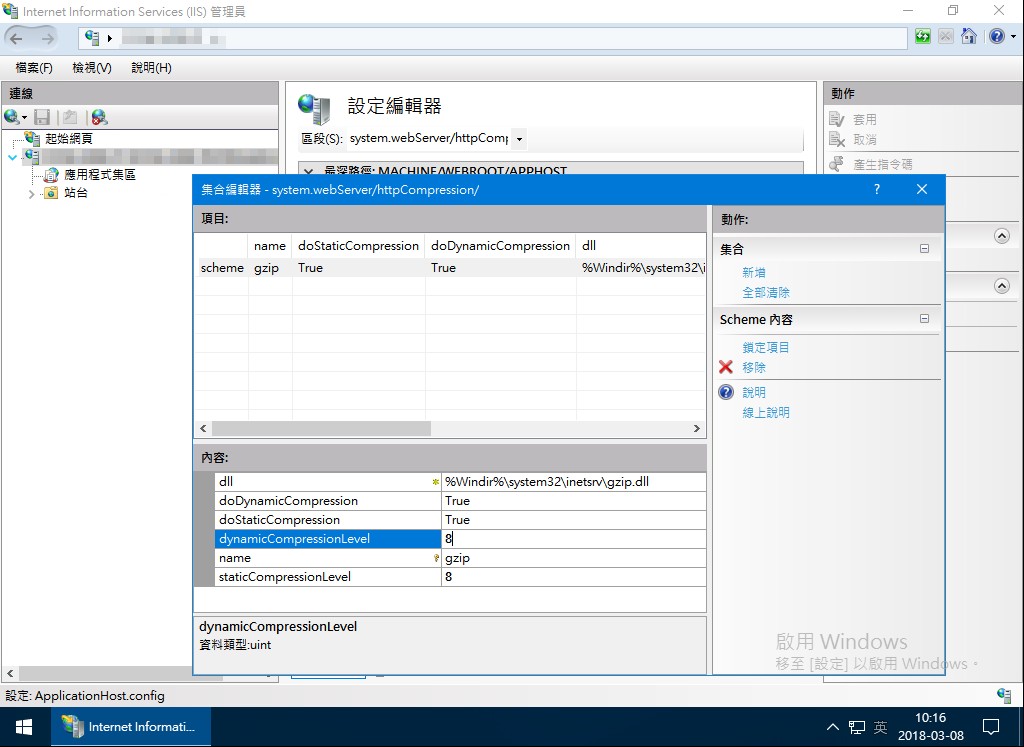 Internet Information Services (IIS) 管理員
檔案(F) 檢視(V) 說明(H)
連線
起始網頁
應用程式集區
站台
設定編輯器
區段(S): system.webServer/httpComp
最深路徑: MACHINE/WEBROOT/APPHOST
動作
套用
取消
產生指令碼
集合編輯器 - system.webServer/httpCompression/
項目:
name doStaticCompression doDynamicCompression dll
scheme gzip True True %Windir%\system32\i
內容:
dll %Windir%\system32\inetsrv\gzip.dll
doDynamicCompression True
doStaticCompression True
dynamicCompressionLevel 8
name gzip
staticCompressionLevel 8
dynamicCompressionLevel
資料類型:uint
動作:
集合
新增
全部清除
Scheme 內容
鎖定項目
移除
說明
線上說明
啟用 Windows
移至 [設定] 以啟用 Windows。
設定: ApplicationHost.config
Internet Informati...
英
10:16
2018-03-08